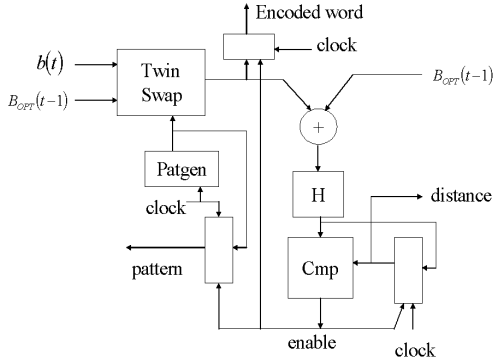 Encoded word
clock
b(t)
Twin
Swap
B_OPT(t−1)
B_OPT(t−1)
+
Patgen
H
clock
distance
pattern
Cmp
enable
clock